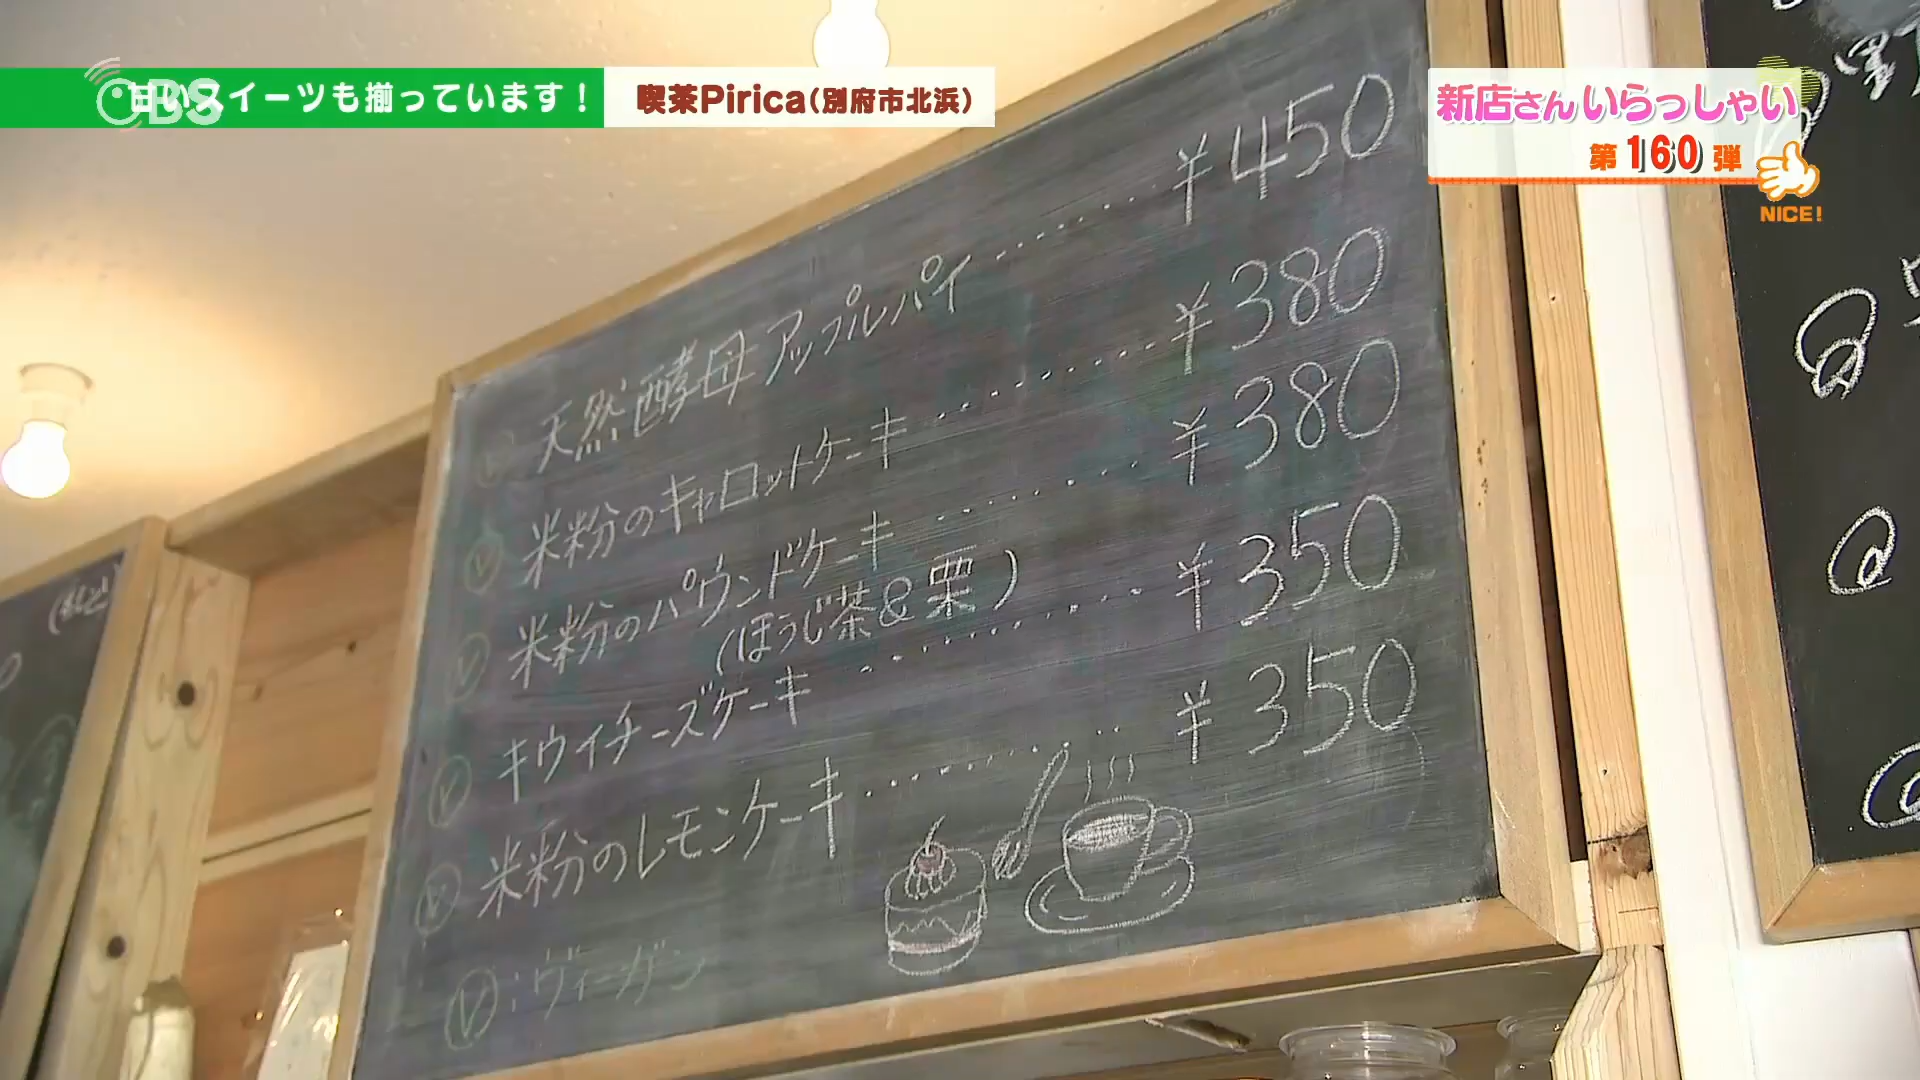 OBS
甘いスイーツも揃っています！
喫茶Pirica(別府市北浜)
新店さんいらっしゃい
第160弾
NICE!
天然酵母アップルパイ.......¥450
Ⓥ 米粉のキャロットケーキ.......¥380
Ⓥ 米粉のパウンドケーキ.......¥380
(ほうじ茶&栗)
Ⓥ キウイチーズケーキ.......¥350
Ⓥ 米粉のレモンケーキ.......¥350
Ⓥ:ヴィーガン